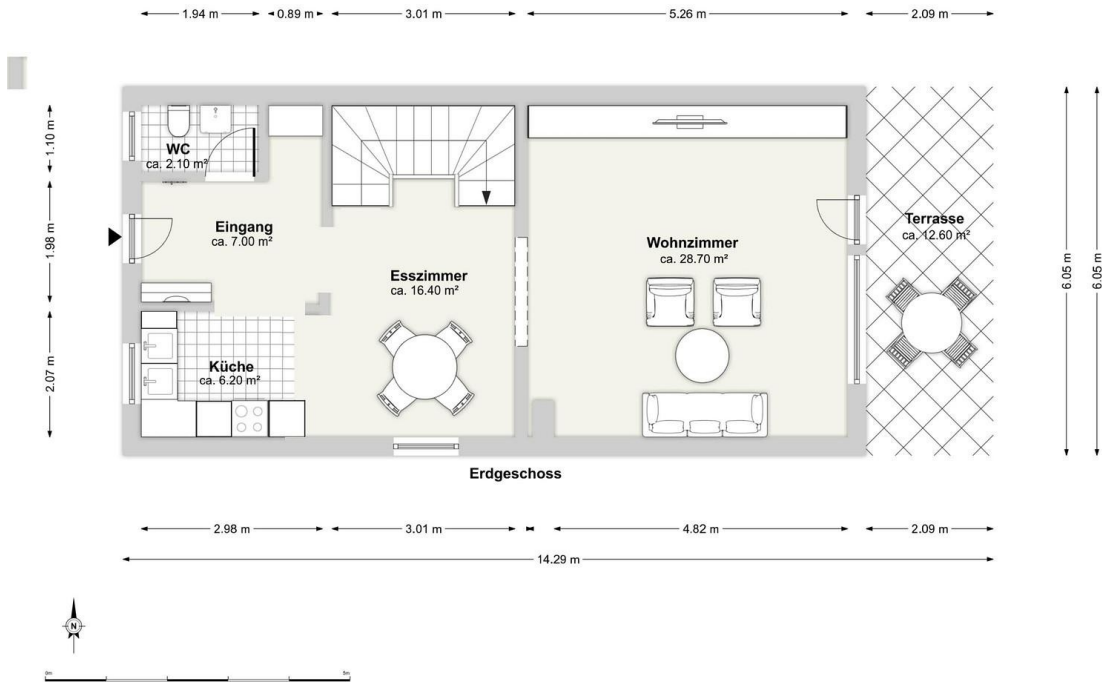 1.94 m 0.89 m 3.01 m 5.26 m 2.09 m
1.10 m
1.98 m
2.07 m
WC
ca. 2.10 m²
Eingang
ca. 7.00 m²
Esszimmer
ca. 16.40 m²
Küche
ca. 6.20 m²
Wohnzimmer
ca. 28.70 m²
Terrasse
ca. 12.60 m²
6.05 m
6.05 m
Erdgeschoss
2.98 m 3.01 m 4.82 m 2.09 m
14.29 m
N
0m 5m